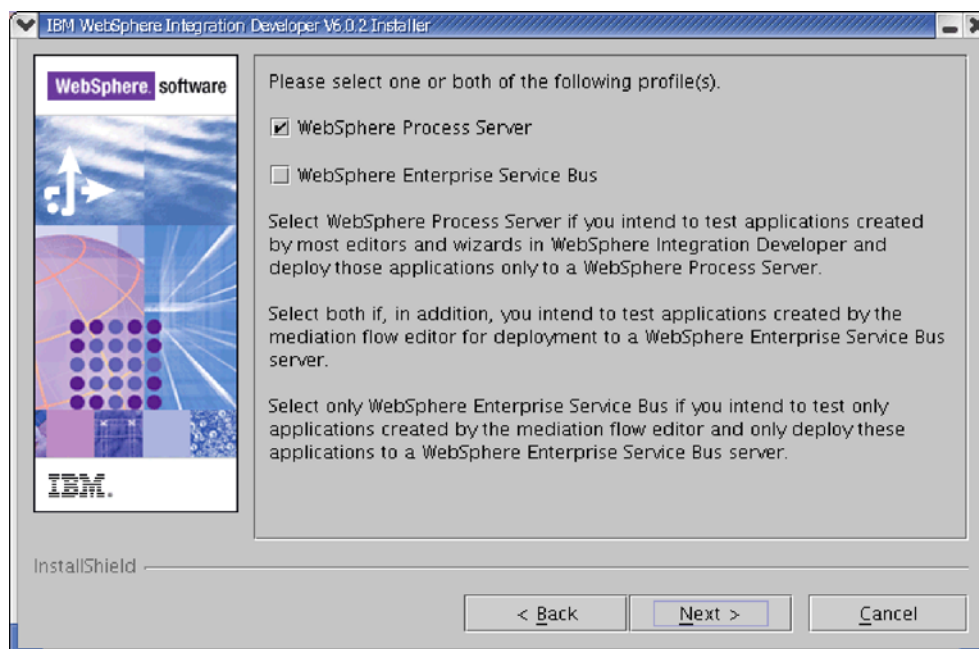 IBM WebSphere Integration Developer V6.0.2 Installer
WebSphere. software
Please select one or both of the following profile(s).
WebSphere Process Server
WebSphere Enterprise Service Bus
Select WebSphere Process Server if you intend to test applications created
by most editors and wizards in WebSphere Integration Developer and
deploy those applications only to a WebSphere Process Server.
Select both if, in addition, you intend to test applications created by the
mediation flow editor for deployment to a WebSphere Enterprise Service Bus
server.
Select only WebSphere Enterprise Service Bus if you intend to test only
applications created by the mediation flow editor and only deploy these
applications to a WebSphere Enterprise Service Bus server.
IBM.
InstallShield
< Back
Next >
Cancel